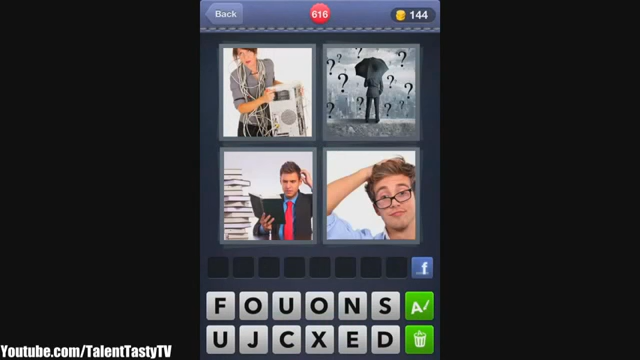 Back
616
144
? ? ? ? ? ? ? ?
f
F O U O N S A
U J C X E D
Youtube.com/TalentTastyTV